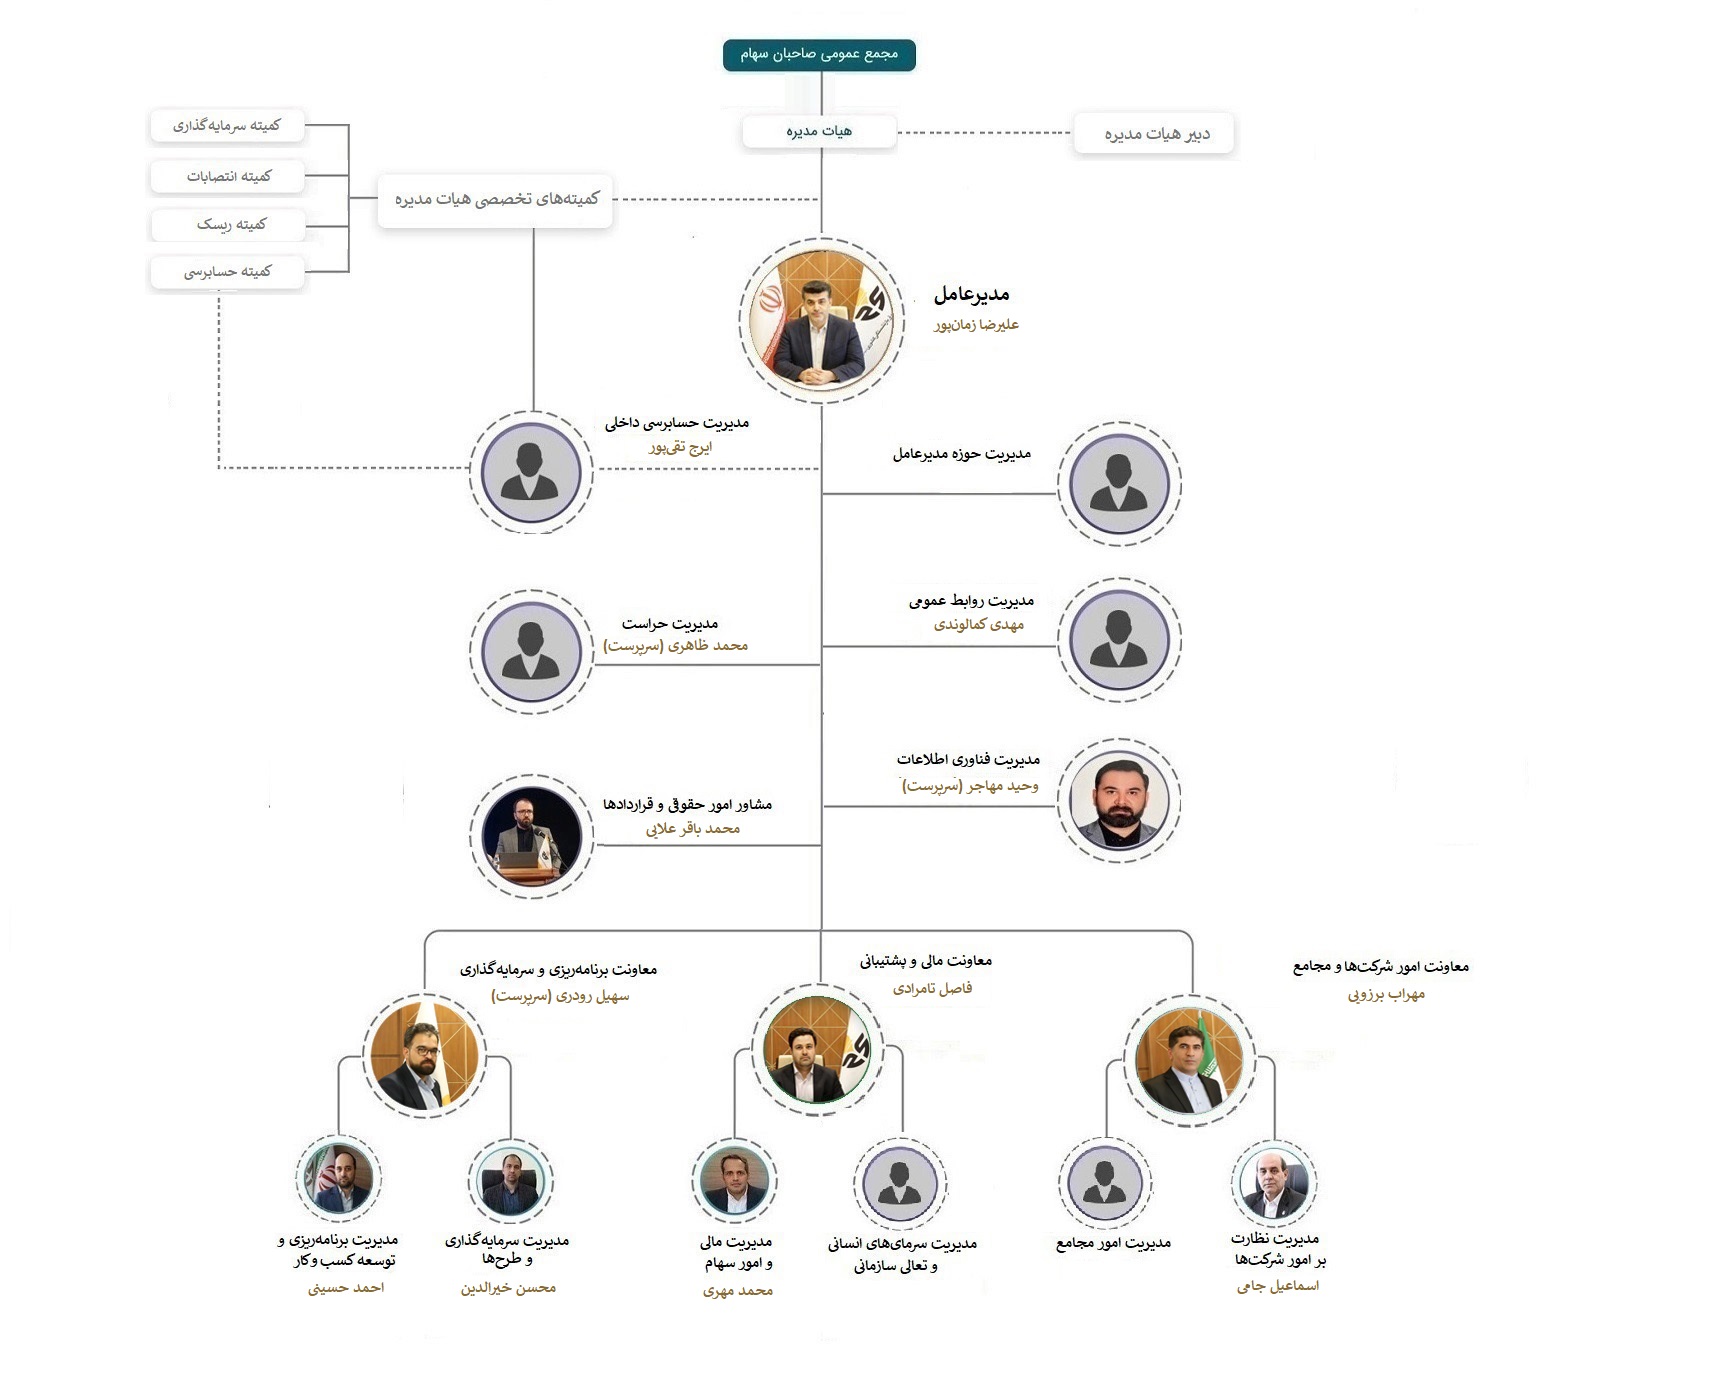 مجمع عمومی صاحبان سهام
هیات مدیره
دبیر هیات مدیره
کمیته‌های تخصصی هیات مدیره
کمیته سرمایه‌گذاری
کمیته انتصابات
کمیته ریسک
کمیته حسابرسی
مدیرعامل
علیرضا زمان‌پور
مدیریت حسابرسی داخلی
ایرج تقی‌پور
مدیریت حوزه مدیرعامل
مدیریت روابط عمومی
مهدی کمالوندی
مدیریت حراست
محمد ظاهری (سرپرست)
مدیریت فناوری اطلاعات
وحید مهاجر (سرپرست)
مشاور امور حقوقی و قراردادها
محمد باقر علایی
معاونت امور شرکت‌ها و مجامع
مهراب برزویی
معاونت مالی و پشتیبانی
فاضل تامرادی
معاونت برنامه‌ریزی و سرمایه‌گذاری
سهیل رودری (سرپرست)
مدیریت نظارت
بر امور شرکت‌ها
اسماعیل جامی
مدیریت امور مجامع
مدیریت سرمای‌های انسانی
و تعالی سازمانی
مدیریت مالی
و امور سهام
محمد مهری
مدیریت سرمایه‌گذاری
و طرح‌ها
محسن خیرالدین
مدیریت برنامه‌ریزی و
توسعه کسب وکار
احمد حسینی